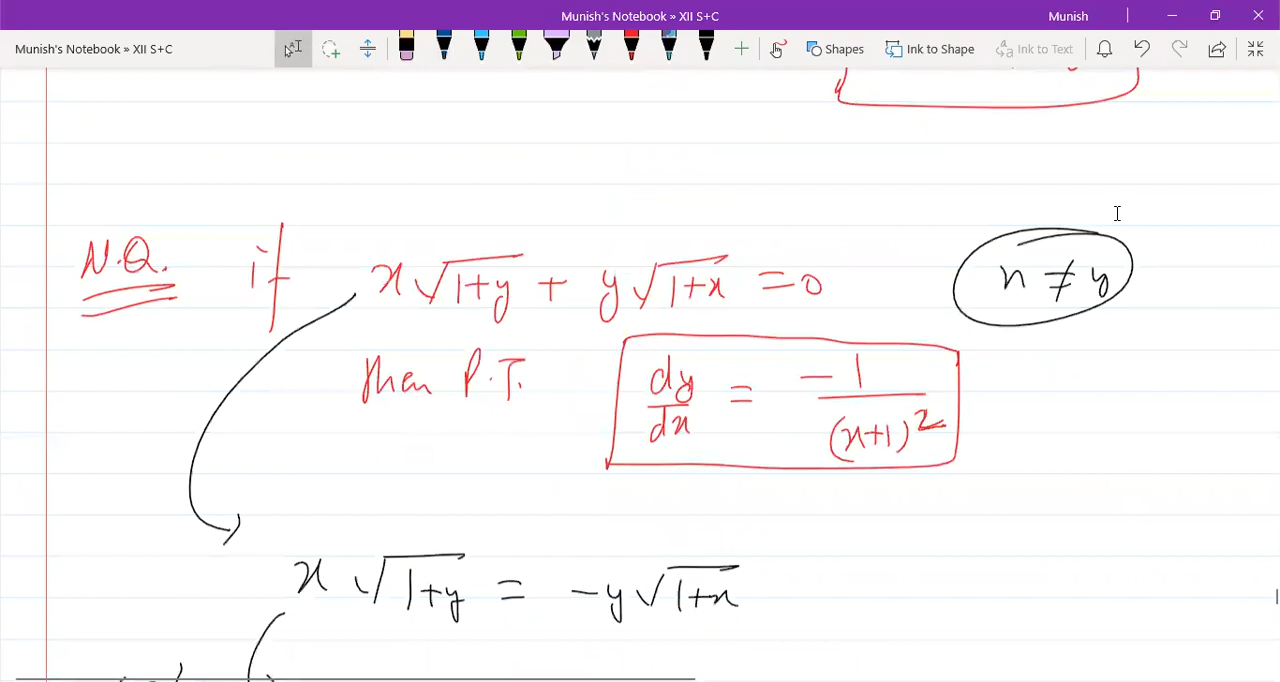 Munish's Notebook » XII S+C
Munish
Munish's Notebook » XII S+C
Shapes
Ink to Shape
Ink to Text
N.Q. if x√(1+y) + y√(1+x) = 0
x ≠ y
then P.T. dy/dx = -1/(x+1)²
x√(1+y) = -y√(1+x)